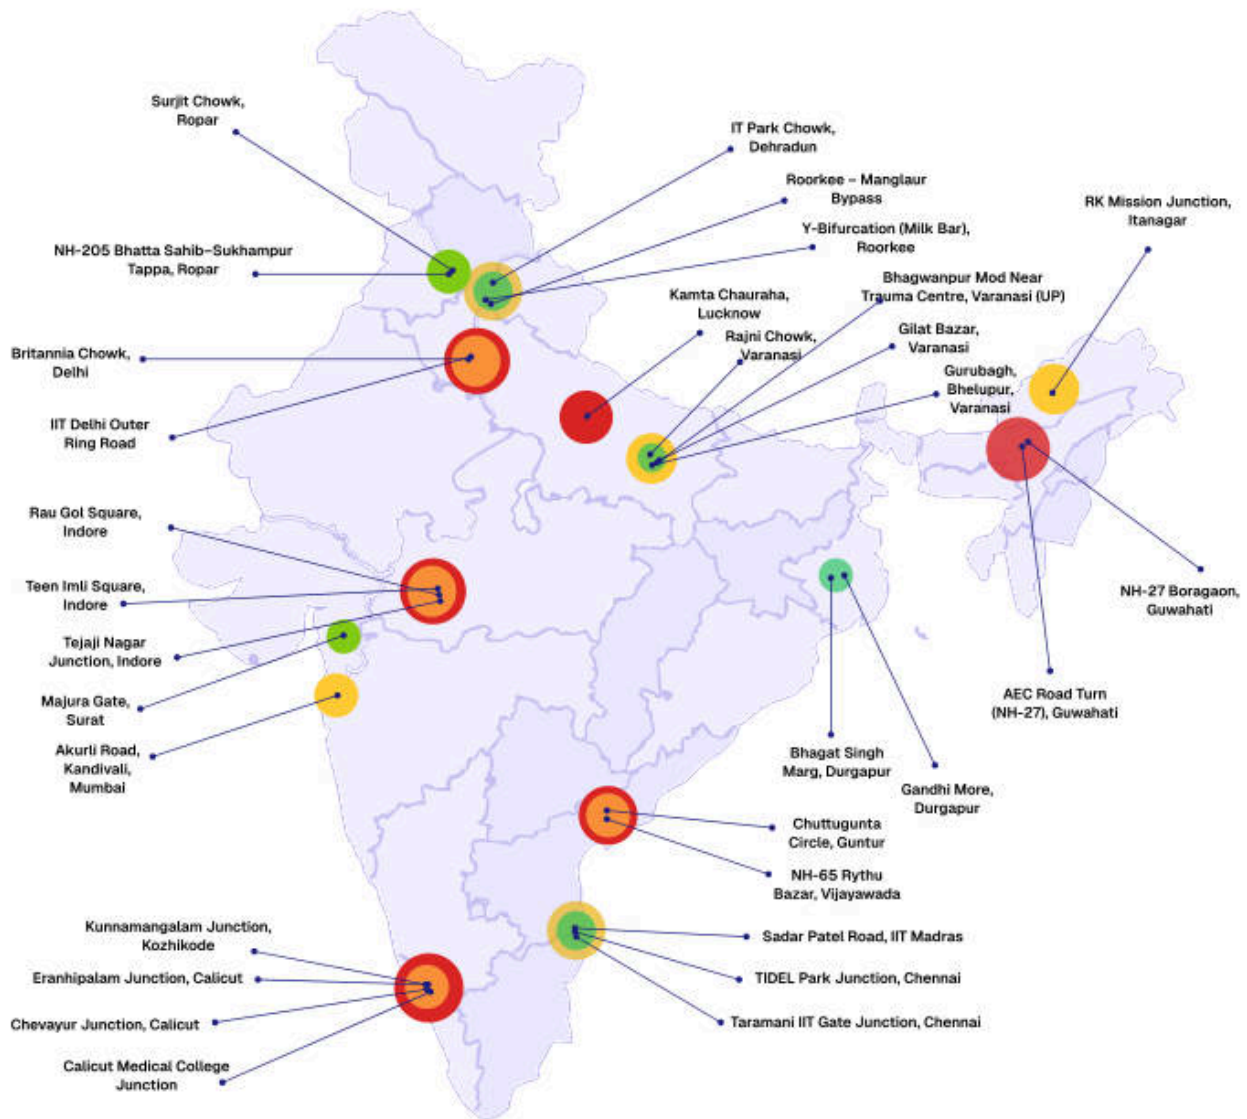 Surjit Chowk,
Ropar
IT Park Chowk,
Dehradun
Roorkee – Manglaur
Bypass
RK Mission Junction,
Itanagar
Y-Bifurcation (Milk Bar),
Roorkee
NH-205 Bhatta Sahib–Sukhampur
Tappa, Ropar
Bhagwanpur Mod Near
Trauma Centre, Varanasi (UP)
Kamta Chauraha,
Lucknow
Rajni Chowk,
Varanasi
Gilat Bazar,
Varanasi
Britannia Chowk,
Delhi
Gurubagh,
Bhelupur,
Varanasi
IIT Delhi Outer
Ring Road
Rau Gol Square,
Indore
Teen Imli Square,
Indore
NH-27 Boragaon,
Guwahati
Tejaji Nagar
Junction, Indore
Majura Gate,
Surat
AEC Road Turn
(NH-27), Guwahati
Akurli Road,
Kandivali,
Mumbai
Bhagat Singh
Marg, Durgapur
Gandhi More,
Durgapur
Chuttugunta
Circle, Guntur
NH-65 Rythu
Bazar, Vijayawada
Kunnamangalam Junction,
Kozhikode
Sadar Patel Road, IIT Madras
Eranhipalam Junction, Calicut
TIDEL Park Junction, Chennai
Chevayur Junction, Calicut
Taramani IIT Gate Junction, Chennai
Calicut Medical College
Junction